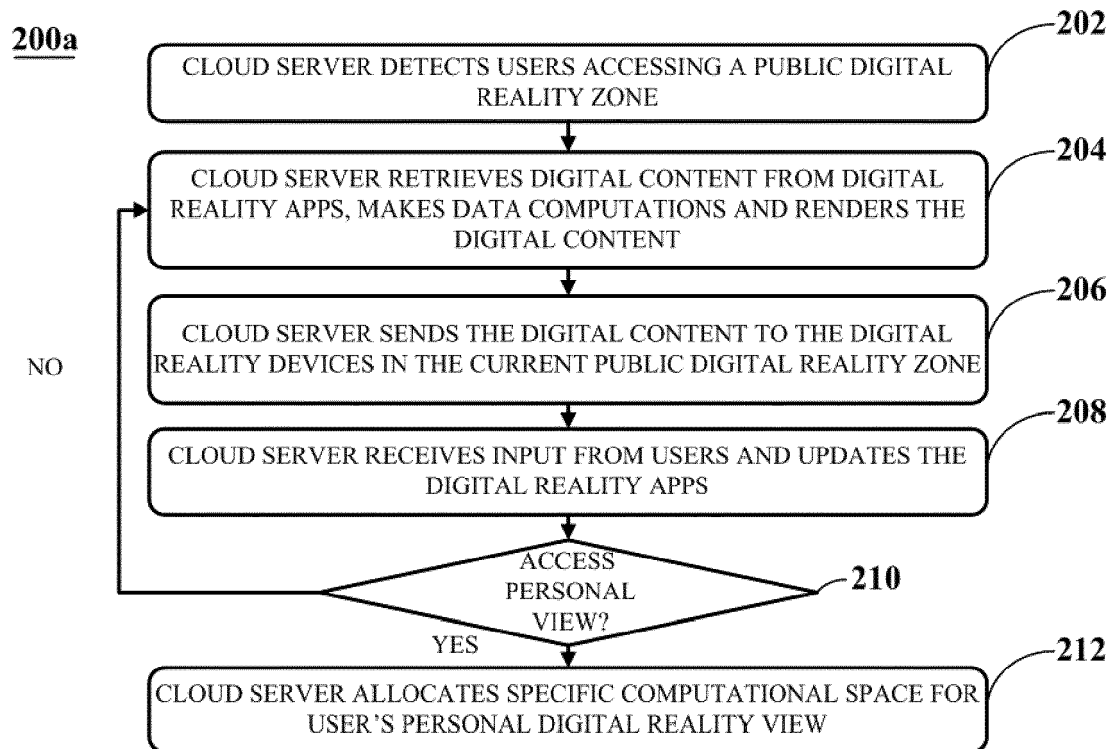 200a
202
CLOUD SERVER DETECTS USERS ACCESSING A PUBLIC DIGITAL
REALITY ZONE
204
CLOUD SERVER RETRIEVES DIGITAL CONTENT FROM DIGITAL
REALITY APPS, MAKES DATA COMPUTATIONS AND RENDERS THE
DIGITAL CONTENT
206
CLOUD SERVER SENDS THE DIGITAL CONTENT TO THE DIGITAL
REALITY DEVICES IN THE CURRENT PUBLIC DIGITAL REALITY ZONE
NO
208
CLOUD SERVER RECEIVES INPUT FROM USERS AND UPDATES THE
DIGITAL REALITY APPS
ACCESS
PERSONAL
VIEW?
210
YES
212
CLOUD SERVER ALLOCATES SPECIFIC COMPUTATIONAL SPACE FOR
USER'S PERSONAL DIGITAL REALITY VIEW